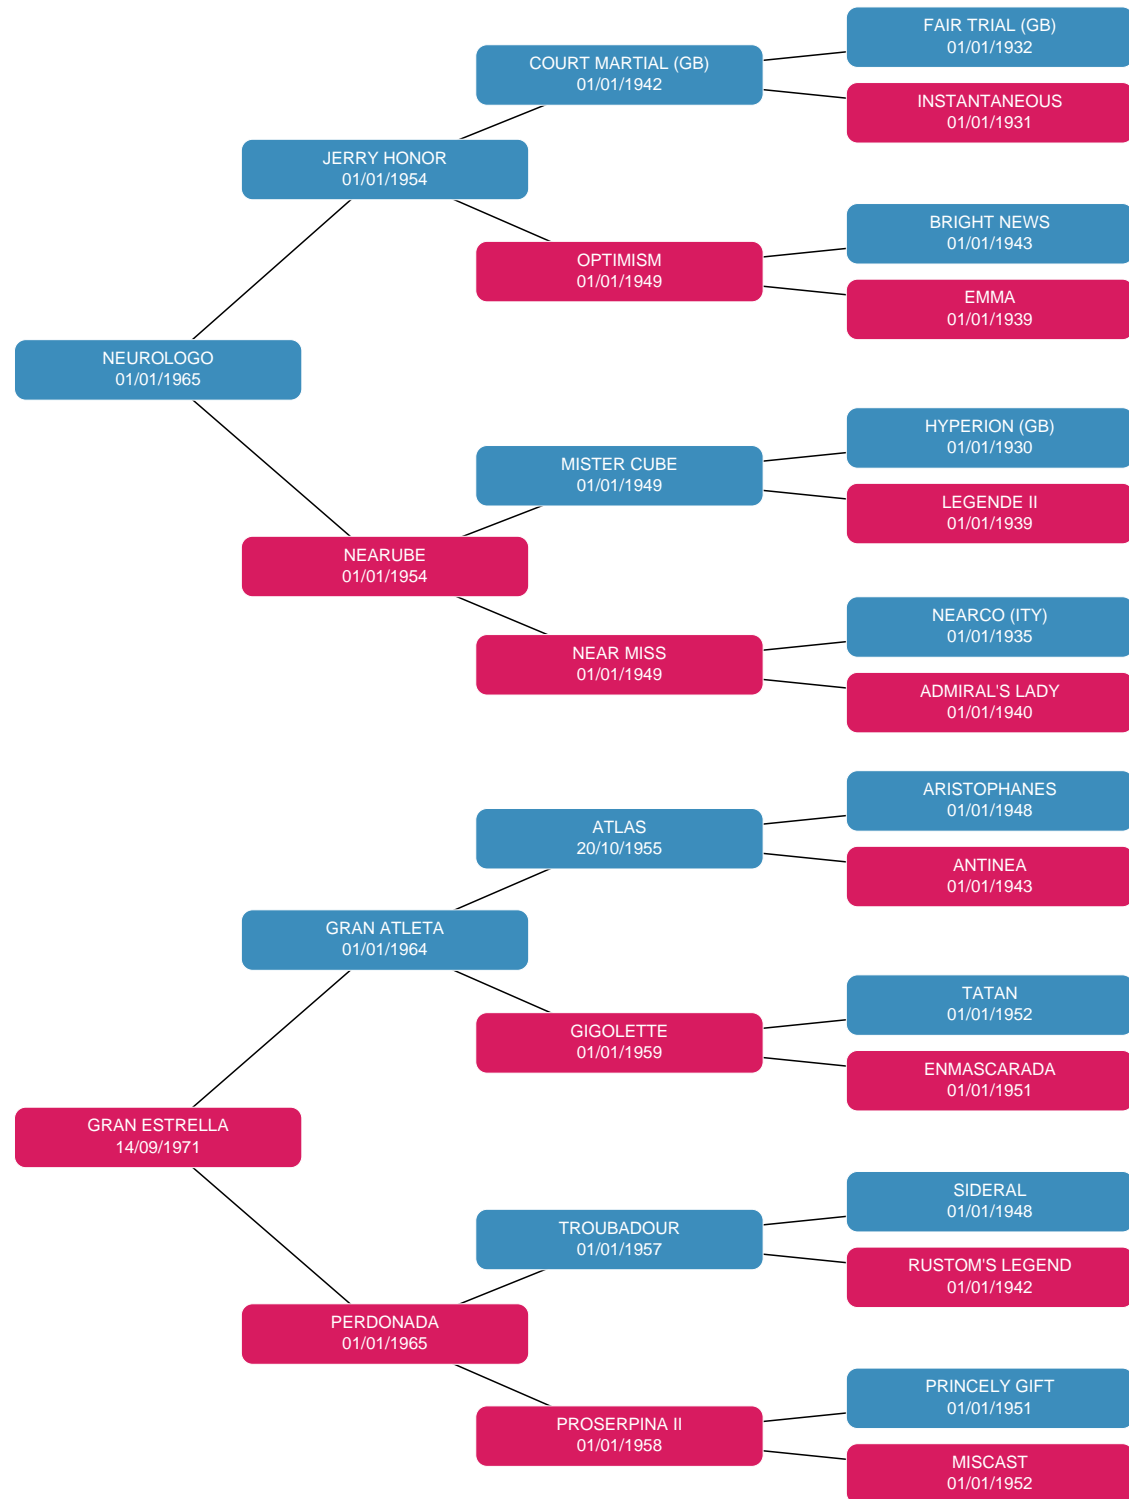 FAIR TRIAL (GB)
01/01/1932
COURT MARTIAL (GB)
01/01/1942
INSTANTANEOUS
01/01/1931
JERRY HONOR
01/01/1954
BRIGHT NEWS
01/01/1943
OPTIMISM
01/01/1949
EMMA
01/01/1939
NEUROLOGO
01/01/1965
HYPERION (GB)
01/01/1930
MISTER CUBE
01/01/1949
LEGENDE II
01/01/1939
NEARUBE
01/01/1954
NEARCO (ITY)
01/01/1935
NEAR MISS
01/01/1949
ADMIRAL'S LADY
01/01/1940
ARISTOPHANES
01/01/1948
ATLAS
20/10/1955
ANTINEA
01/01/1943
GRAN ATLETA
01/01/1964
TATAN
01/01/1952
GIGOLETTE
01/01/1959
ENMASCARADA
01/01/1951
GRAN ESTRELLA
14/09/1971
SIDERAL
01/01/1948
TROUBADOUR
01/01/1957
RUSTOM'S LEGEND
01/01/1942
PERDONADA
01/01/1965
PRINCELY GIFT
01/01/1951
PROSERPINA II
01/01/1958
MISCAST
01/01/1952